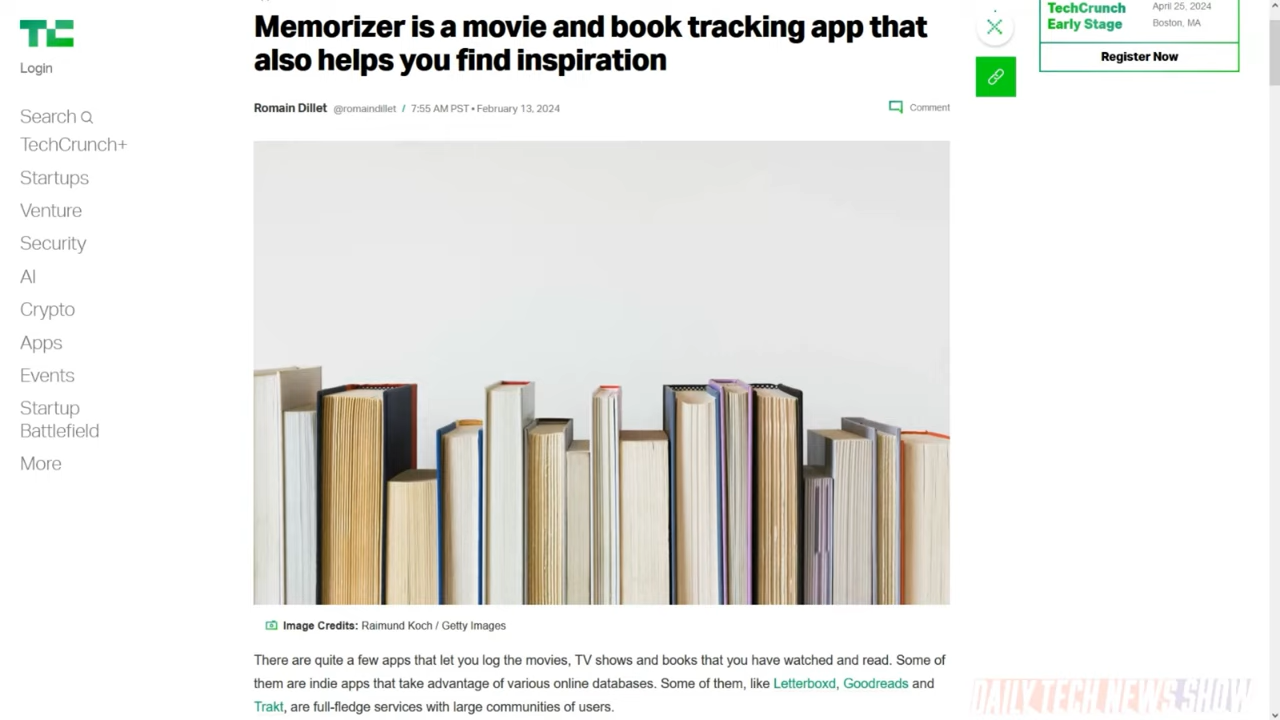 TC
Login
Search
TechCrunch+
Startups
Venture
Security
AI
Crypto
Apps
Events
Startup
Battlefield
More
Memorizer is a movie and book tracking app that
also helps you find inspiration
Romain Dillet @romaindillet / 7:55 AM PST • February 13, 2024
Comment
Image Credits: Raimund Koch / Getty Images
There are quite a few apps that let you log the movies, TV shows and books that you have watched and read. Some of
them are indie apps that take advantage of various online databases. Some of them, like Letterboxd, Goodreads and
Trakt, are full-fledge services with large communities of users.
TechCrunch
Early Stage
April 25, 2024
Boston, MA
Register Now
DAILY TECH NEWS SHOW